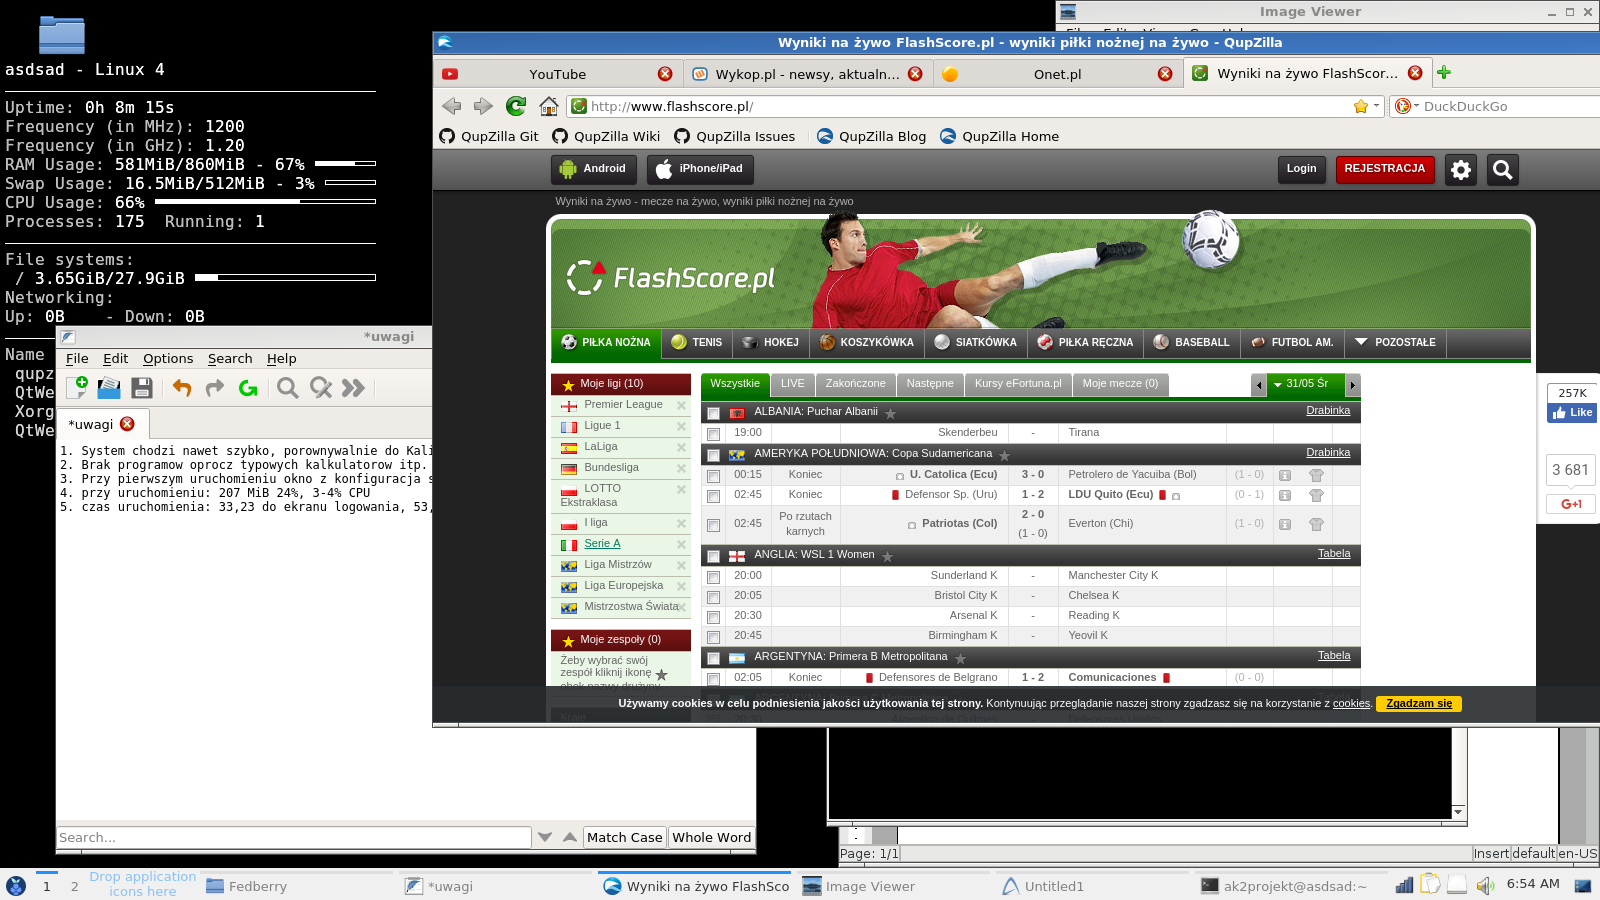 Image Viewer
asdsad - Linux 4
Uptime: 0h 8m 15s
Frequency (in MHz): 1200
Frequency (in GHz): 1.20
RAM Usage: 581MiB/860MiB - 67%
Swap Usage: 16.5MiB/512MiB - 3%
CPU Usage: 66%
Processes: 175  Running: 1
File systems:
/ 3.65GiB/27.9GiB
Networking:
Up: 0B    - Down: 0B
Name
qupz
QtWe
Xorg
QtWe
*uwagi
File Edit Options Search Help
*uwagi
1. System chodzi nawet szybko, porownywalnie do Kali
2. Brak programow oprocz typowych kalkulatorow itp.
3. Przy pierwszym uruchomieniu okno z konfiguracja s
4. przy uruchomieniu: 207 MiB 24%, 3-4% CPU
5. czas uruchomienia: 33,23 do ekranu logowania, 53,
Search... Match Case Whole Word
Wyniki na żywo FlashScore.pl - wyniki piłki nożnej na żywo - QupZilla
YouTube Wykop.pl - newsy, aktualn... Onet.pl Wyniki na żywo FlashScor...
http://www.flashscore.pl/ DuckDuckGo
QupZilla Git QupZilla Wiki QupZilla Issues QupZilla Blog QupZilla Home
Android iPhone/iPad Login REJESTRACJA
Wyniki na żywo - mecze na żywo, wyniki piłki nożnej na żywo
FlashScore.pl
PIŁKA NOŻNA TENIS HOKEJ KOSZYKÓWKA SIATKÓWKA PIŁKA RĘCZNA BASEBALL FUTBOL AM. POZOSTAŁE
Moje ligi (10)
Premier League
Ligue 1
LaLiga
Bundesliga
LOTTO
Ekstraklasa
I liga
Serie A
Liga Mistrzów
Liga Europejska
Mistrzostwa Świata
Moje zespoły (0)
Żeby wybrać swój
zespół kliknij ikonę
obok nazwy drużyny
Kraje
Wszystkie LIVE Zakończone Następne Kursy eFortuna.pl Moje mecze (0) 31/05 Śr
ALBANIA: Puchar Albanii Drabinka
19:00 Skenderbeu - Tirana
AMERYKA POŁUDNIOWA: Copa Sudamericana Drabinka
00:15 Koniec U. Catolica (Ecu) 3 - 0 Petrolero de Yacuiba (Bol) (1 - 0)
02:45 Koniec Defensor Sp. (Uru) 1 - 2 LDU Quito (Ecu) (0 - 1)
02:45 Po rzutach karnych Patriotas (Col) 2 - 0 (1 - 0) Everton (Chi) (1 - 0)
ANGLIA: WSL 1 Women Tabela
20:00 Sunderland K - Manchester City K
20:05 Bristol City K - Chelsea K
20:30 Arsenal K - Reading K
20:45 Birmingham K - Yeovil K
ARGENTYNA: Primera B Metropolitana Tabela
02:05 Koniec Defensores de Belgrano 1 - 2 Comunicaciones (0 - 0)
Używamy cookies w celu podniesienia jakości użytkowania tej strony. Kontynuując przeglądanie naszej strony zgadzasz się na korzystanie z cookies. Zgadzam się
257K
Like
3 681
G+1
Page: 1/1 Insert default en-US
1 2 Drop application
icons here
Fedberry *uwagi Wyniki na żywo FlashSco Image Viewer Untitled1 ak2projekt@asdsad:~ 6:54 AM